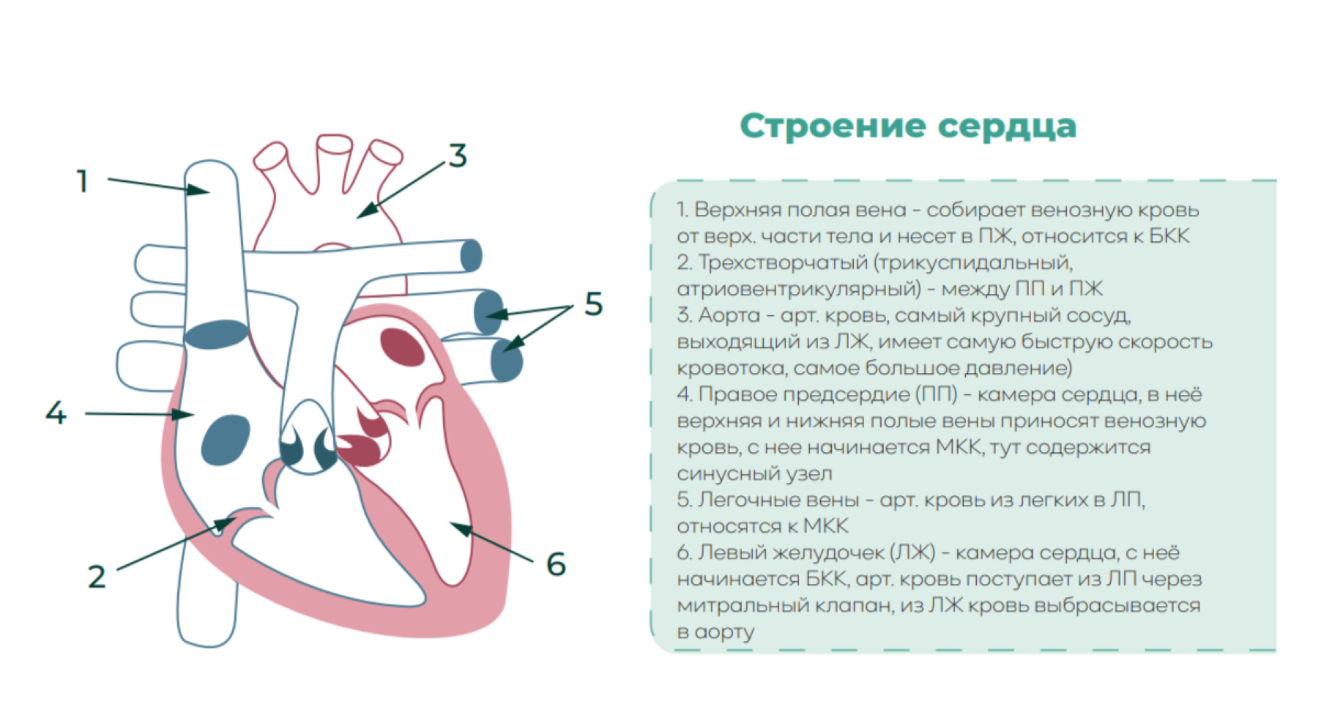 Строение сердца
1
3
5
4
2
6
1. Верхняя полая вена - собирает венозную кровь
от верх. части тела и несет в ПЖ, относится к БКК
2. Трехстворчатый (трикуспидальный,
атриовентрикулярный) - между ПП и ПЖ
3. Аорта - арт. кровь, самый крупный сосуд,
выходящий из ЛЖ, имеет самую быструю скорость
кровотока, самое большое давление)
4. Правое предсердие (ПП) - камера сердца, в неё
верхняя и нижняя полые вены приносят венозную
кровь, с нее начинается МКК, тут содержится
синусный узел
5. Легочные вены - арт. кровь из легких в ЛП,
относятся к МКК
6. Левый желудочек (ЛЖ) - камера сердца, с неё
начинается БКК, арт. кровь поступает из ЛП через
митральный клапан, из ЛЖ кровь выбрасывается
в аорту